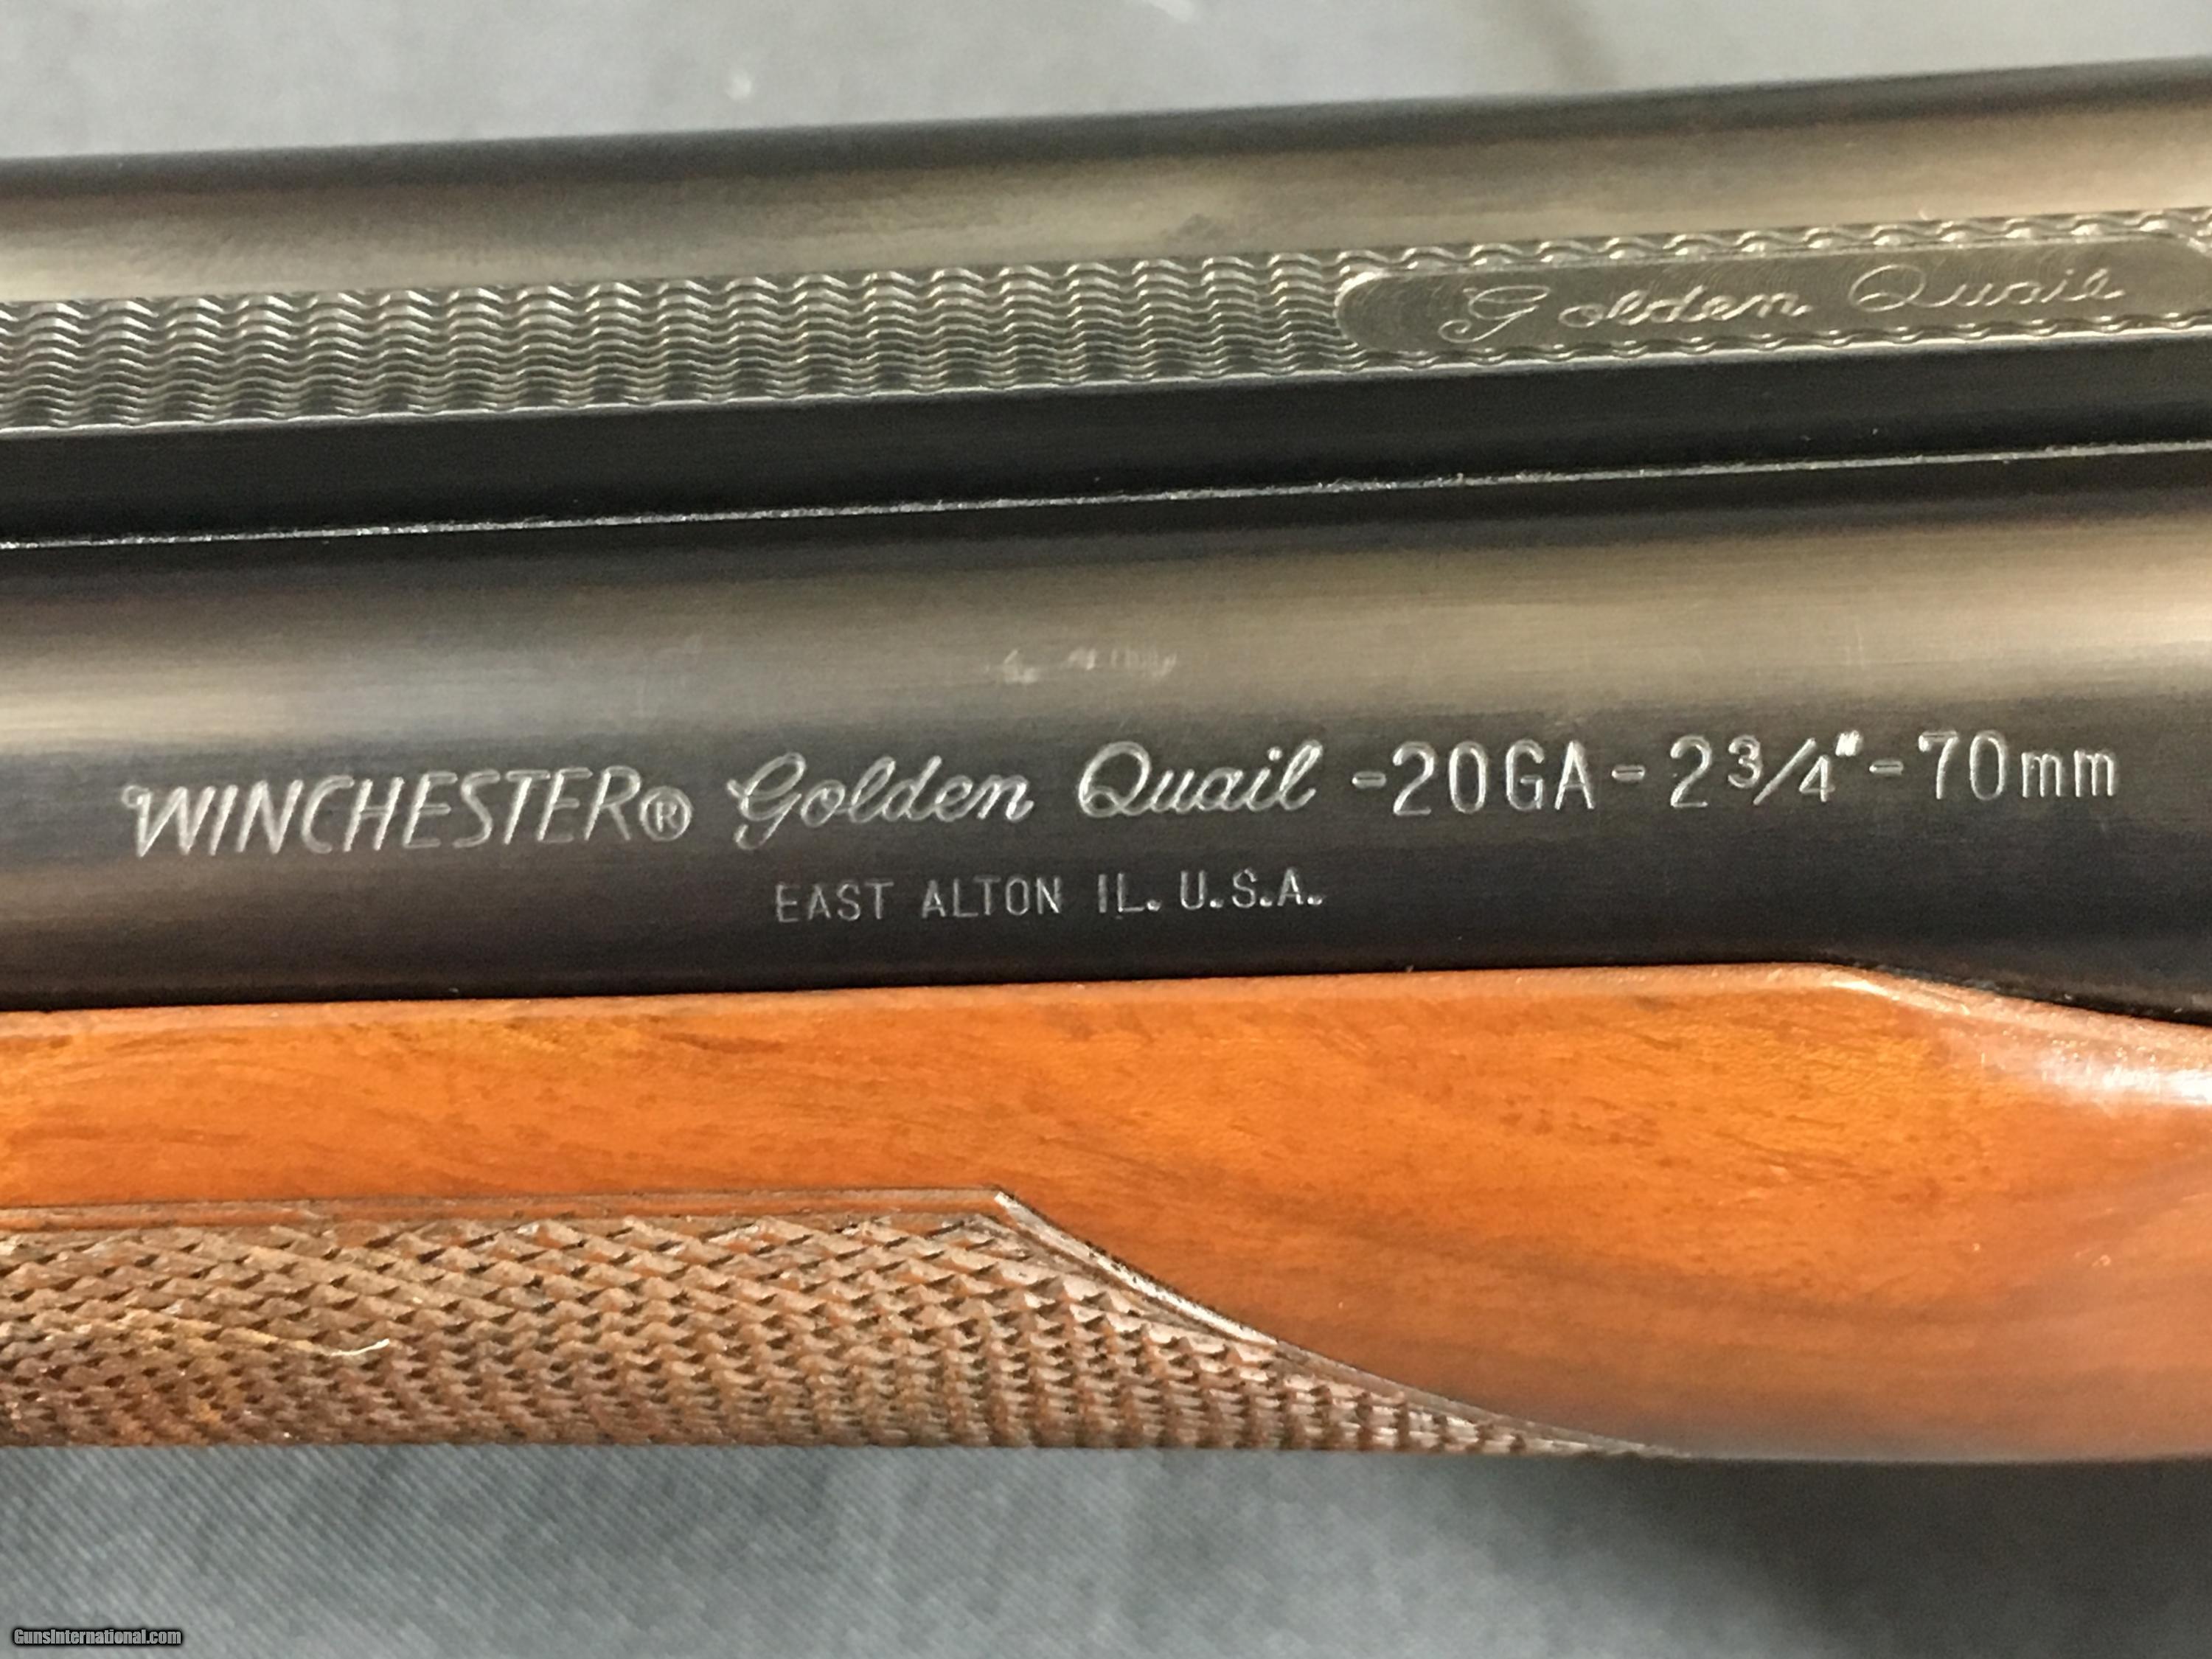 Golden Quail
WINCHESTER® Golden Quail -20GA-2¾"-70mm
EAST ALTON IL. U.S.A.
GunsInternational.com